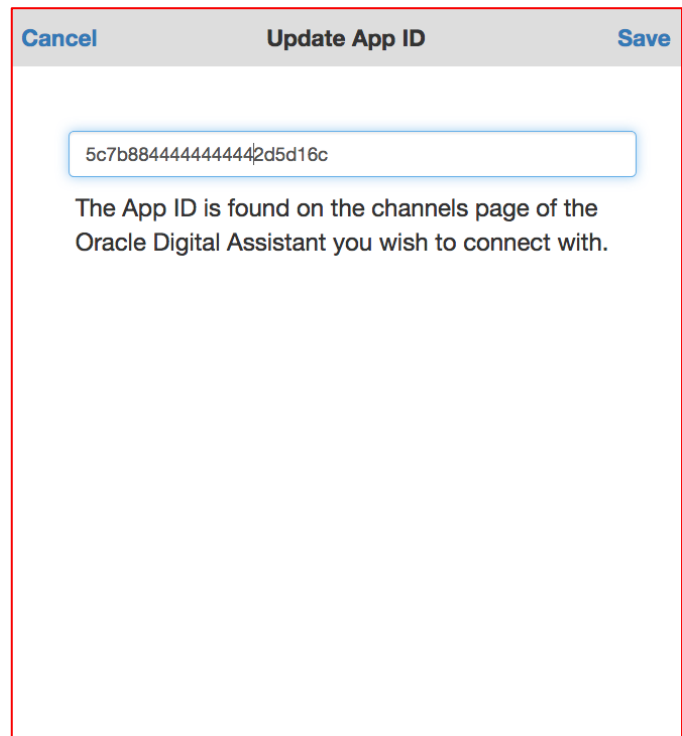 Cancel Update App ID Save
5c7b8844444444442d5d16c
The App ID is found on the channels page of the
Oracle Digital Assistant you wish to connect with.